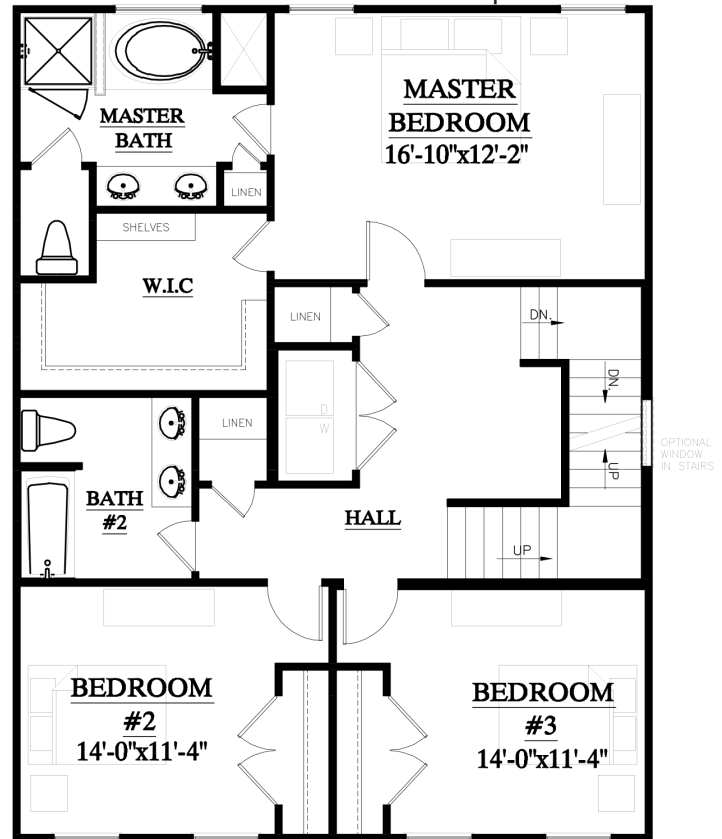 MASTER
BATH
MASTER
BEDROOM
16'-10"x12'-2"
LINEN
SHELVES
W.I.C
LINEN
DN.
DN.
D
W
LINEN
OPTIONAL
WINDOW
IN STAIRS
UP
BATH
#2
HALL
UP
BEDROOM
#2
14'-0"x11'-4"
BEDROOM
#3
14'-0"x11'-4"